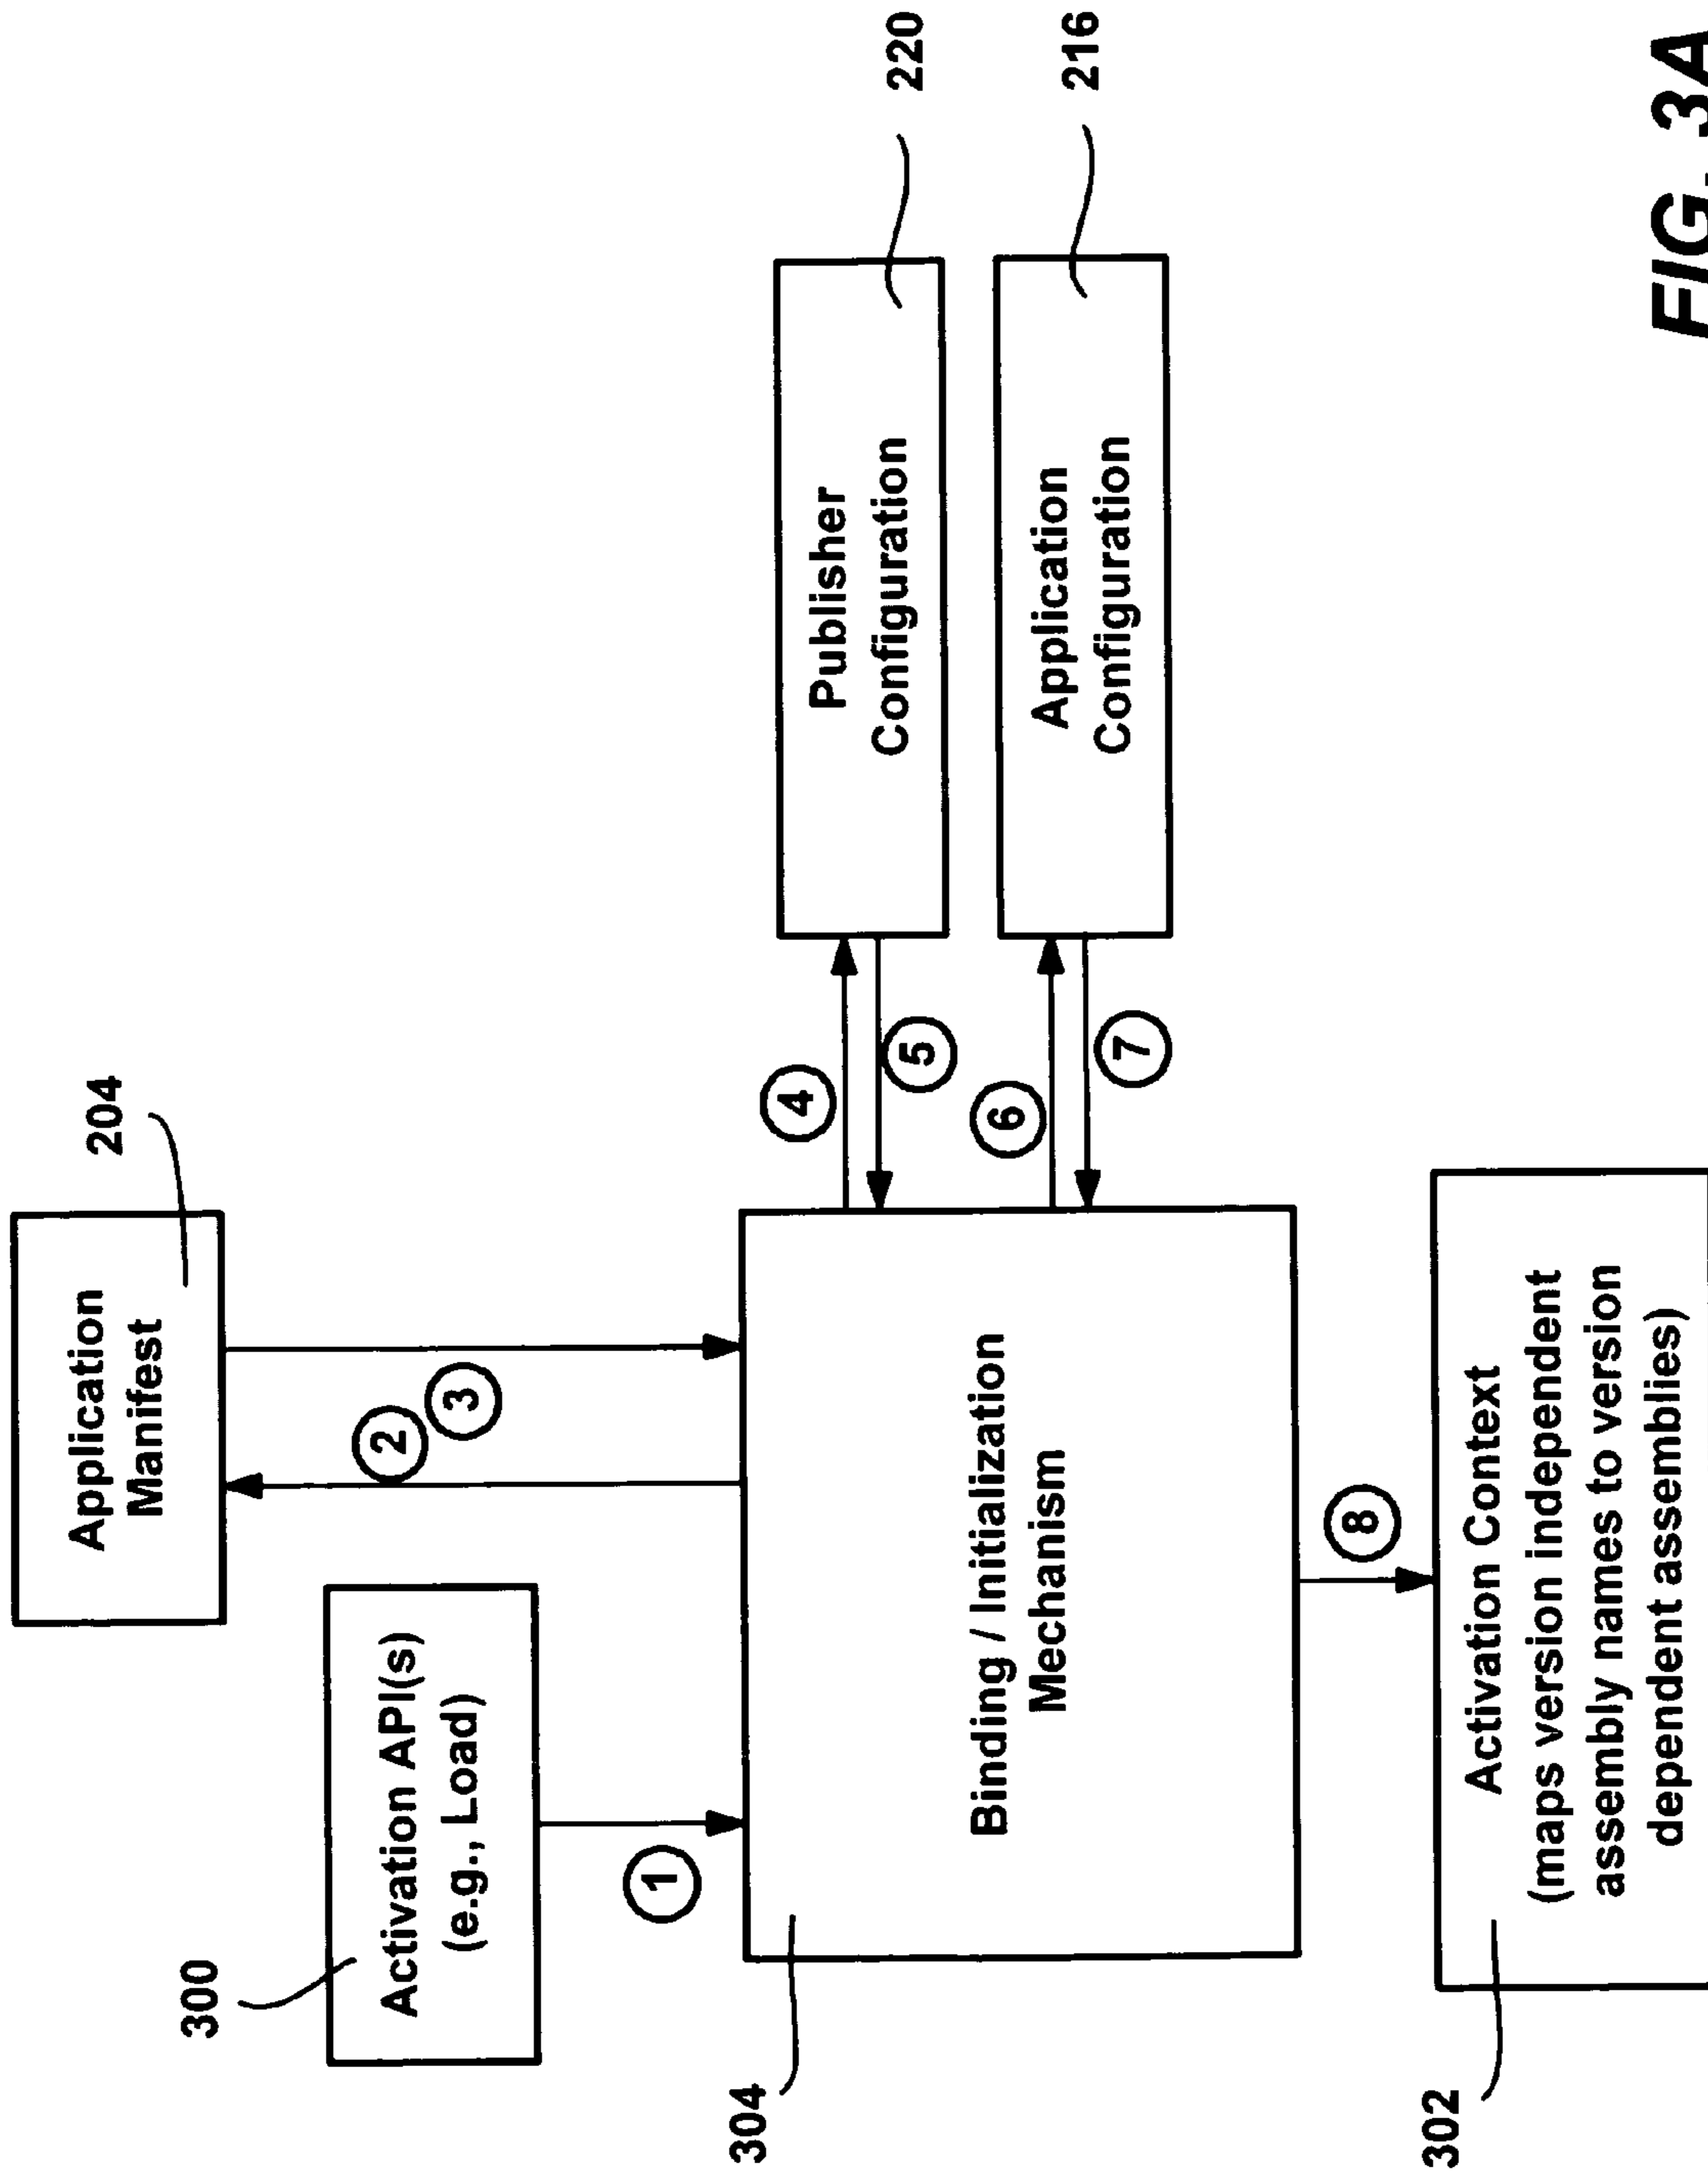 204
Application
Manifest
300
Activation API(s)
(e.g., Load)
2
3
1
304
Binding / Initialization
Mechanism
4
5
6
7
Publisher
Configuration
220
Application
Configuration
216
8
302
Activation Context
(maps version independent
assembly names to version
dependent assemblies)
FIG. 3A